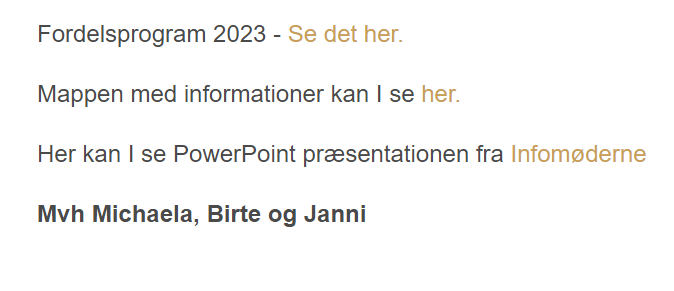 Fordelsprogram 2023 - Se det her.
Mappen med informationer kan I se her.
Her kan I se PowerPoint præsentationen fra Infomøderne
Mvh Michaela, Birte og Janni